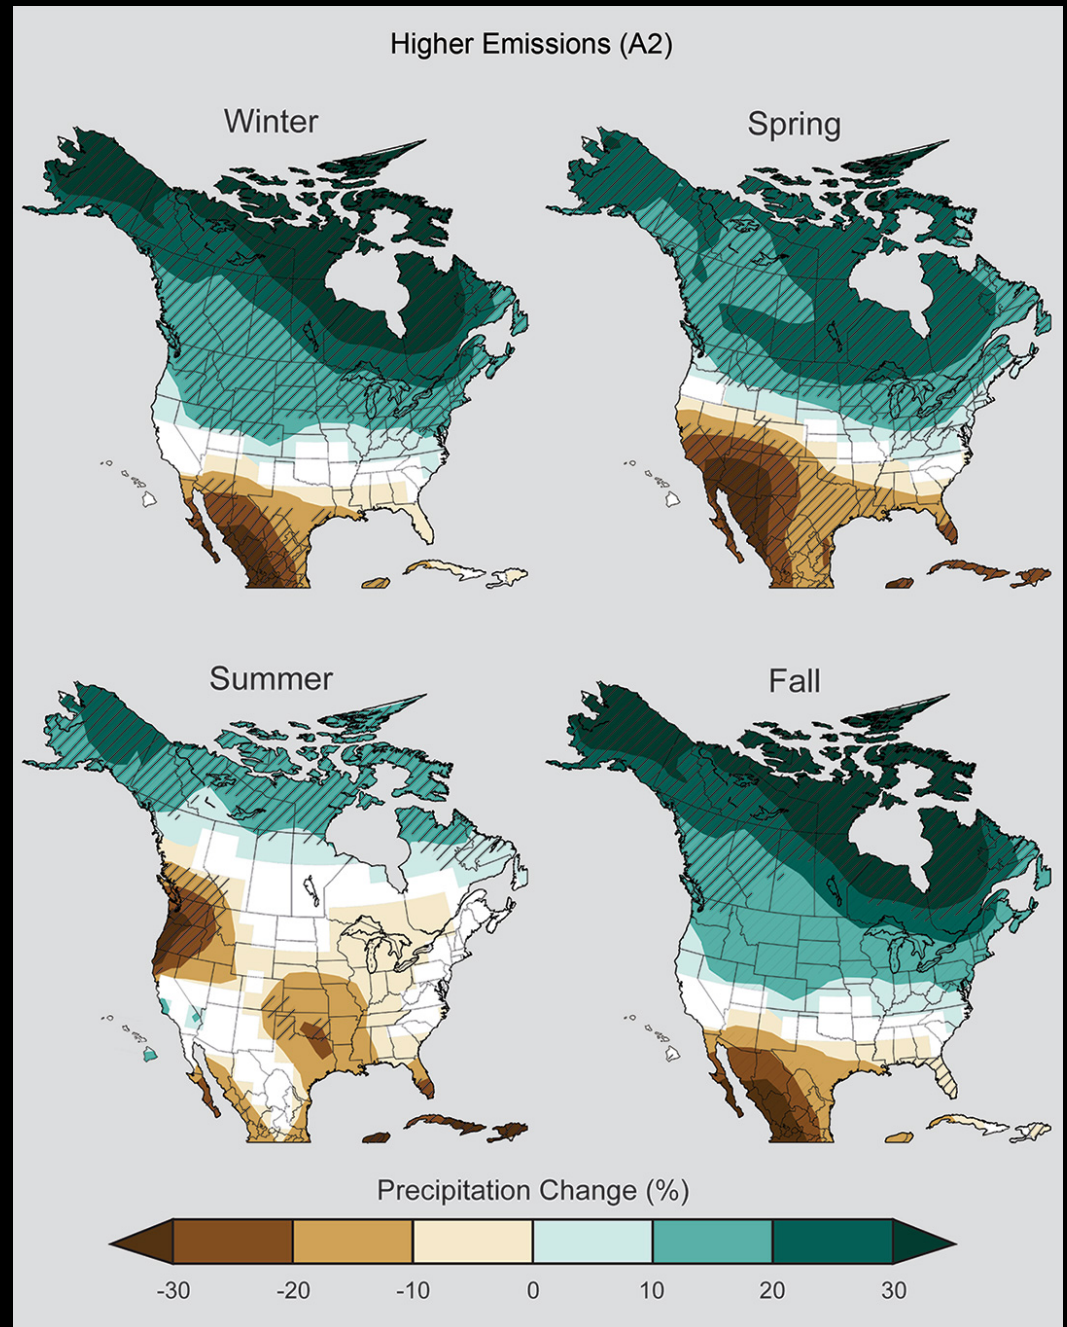 Higher Emissions (A2)
Winter
Spring
Summer
Fall
Precipitation Change (%)
-30 -20 -10 0 10 20 30